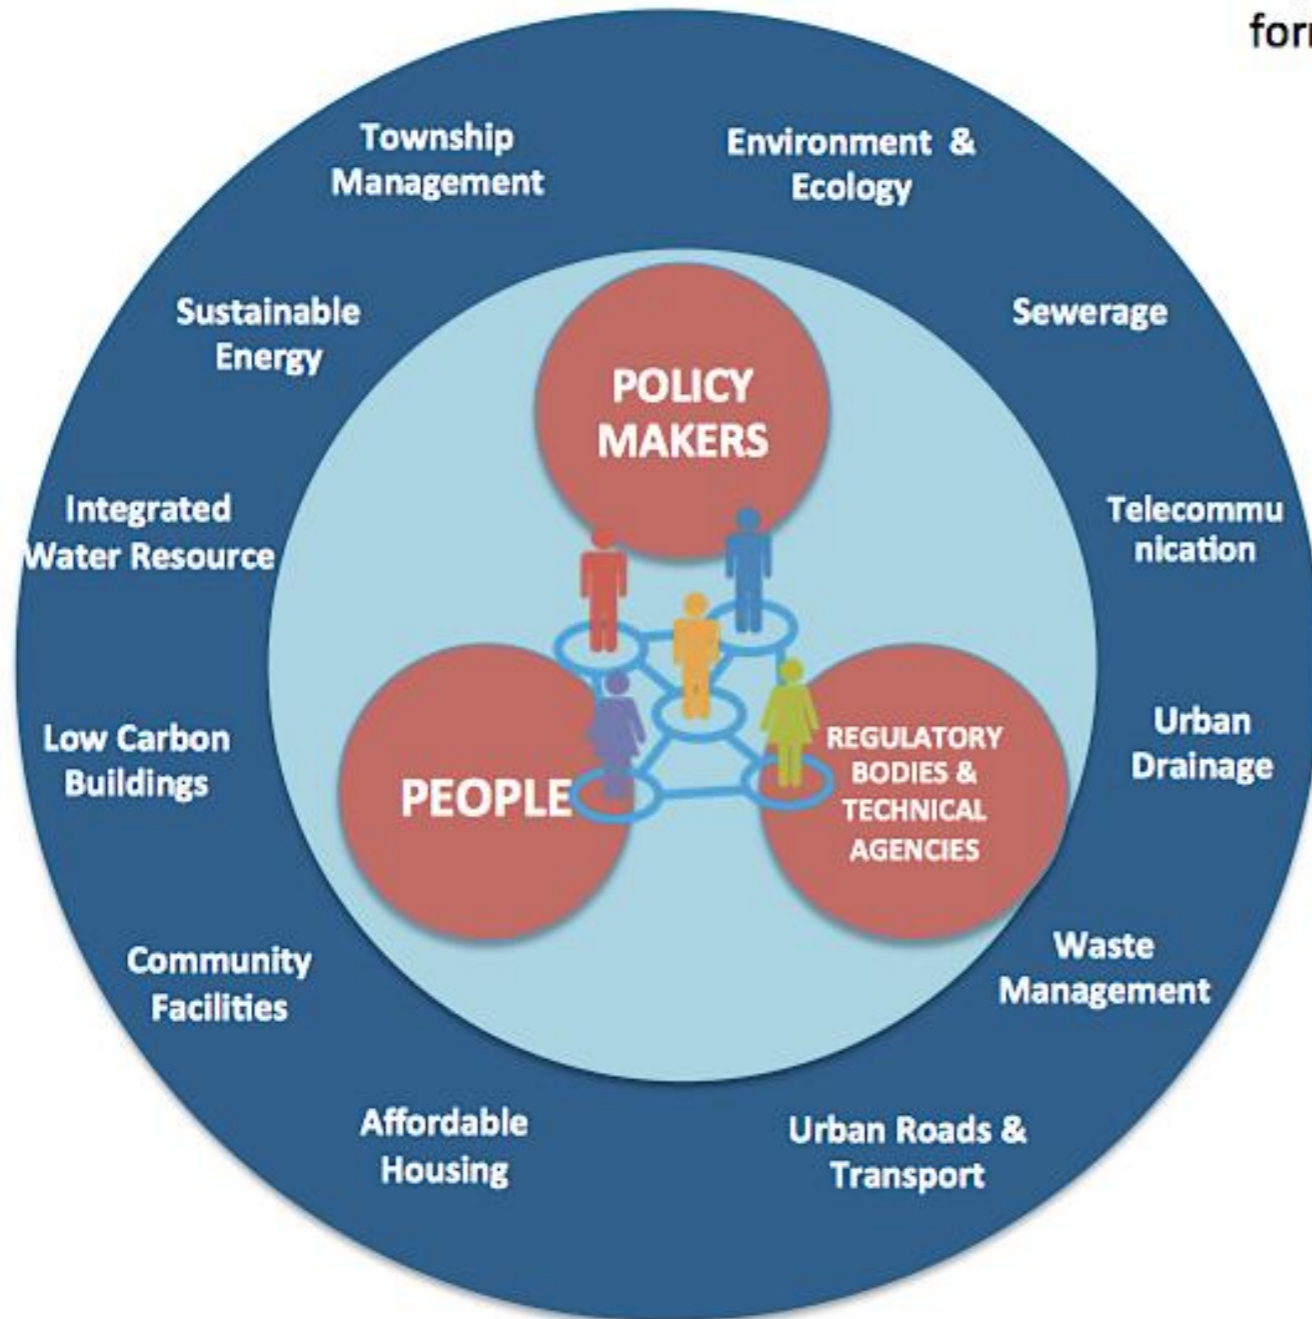 Township
Management
Environment &
Ecology
Sustainable
Energy
Sewerage
POLICY
MAKERS
Integrated
Water Resource
Telecommu
nication
Low Carbon
Buildings
Urban
Drainage
PEOPLE
REGULATORY
BODIES &
TECHNICAL
AGENCIES
Community
Facilities
Waste
Management
Affordable
Housing
Urban Roads &
Transport